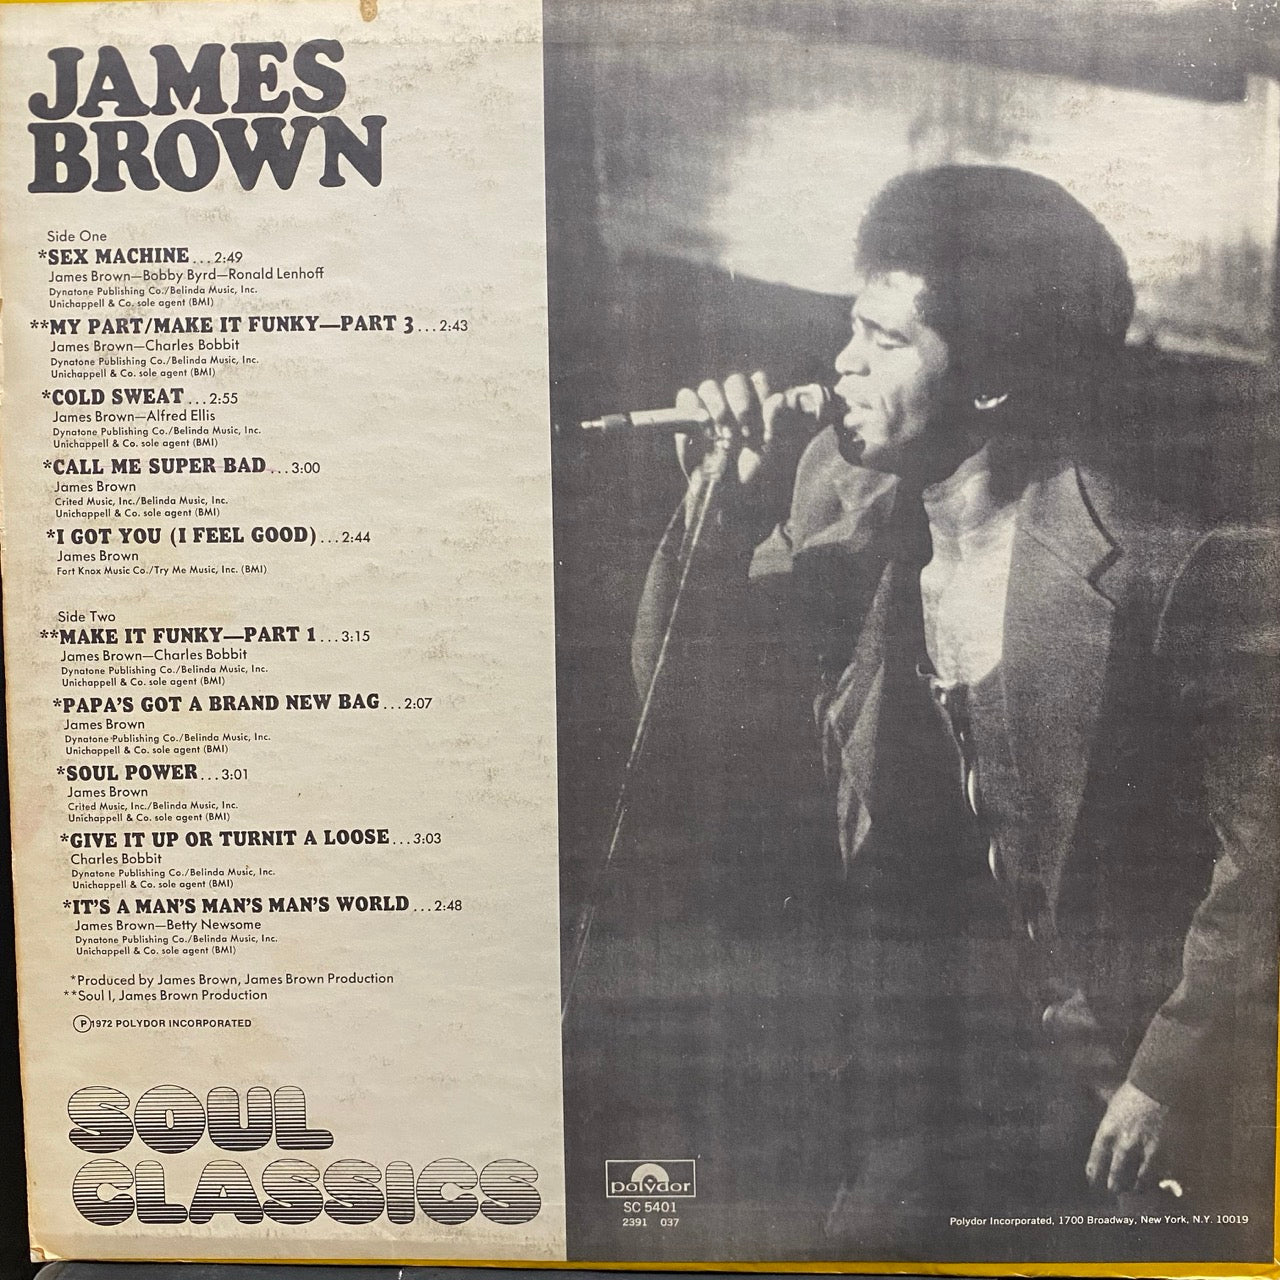 JAMES
BROWN
Side One
*SEX MACHINE...2:49
James Brown—Bobby Byrd—Ronald Lenhoff
Dynatone Publishing Co./Belinda Music, Inc.
Unichappell & Co. sole agent (BMI)
**MY PART/MAKE IT FUNKY—PART 3...2:43
James Brown—Charles Bobbit
Dynatone Publishing Co./Belinda Music, Inc.
Unichappell & Co. sole agent (BMI)
*COLD SWEAT...2:55
James Brown—Alfred Ellis
Dynatone Publishing Co./Belinda Music, Inc.
Unichappell & Co. sole agent (BMI)
*CALL ME SUPER BAD...3:00
James Brown
Crited Music, Inc./Belinda Music, Inc.
Unichappell & Co. sole agent (BMI)
*I GOT YOU (I FEEL GOOD)...2:44
James Brown
Fort Knox Music Co./Try Me Music, Inc. (BMI)
Side Two
**MAKE IT FUNKY—PART 1...3:15
James Brown—Charles Bobbit
Dynatone Publishing Co./Belinda Music, Inc.
Unichappell & Co. sole agent (BMI)
*PAPA'S GOT A BRAND NEW BAG...2:07
James Brown
Dynatone Publishing Co./Belinda Music, Inc.
Unichappell & Co. sole agent (BMI)
*SOUL POWER...3:01
James Brown
Crited Music, Inc./Belinda Music, Inc.
Unichappell & Co. sole agent (BMI)
*GIVE IT UP OR TURNIT A LOOSE...3:03
Charles Bobbit
Dynatone Publishing Co./Belinda Music, Inc.
Unichappell & Co. sole agent (BMI)
*IT'S A MAN'S MAN'S MAN'S WORLD...2:48
James Brown—Betty Newsome
Dynatone Publishing Co./Belinda Music, Inc.
Unichappell & Co. sole agent (BMI)
*Produced by James Brown, James Brown Production
**Soul I, James Brown Production
℗1972 POLYDOR INCORPORATED
SOUL
CLASSICS
polydor
SC 5401
2391 037
Polydor Incorporated, 1700 Broadway, New York, N.Y. 10019